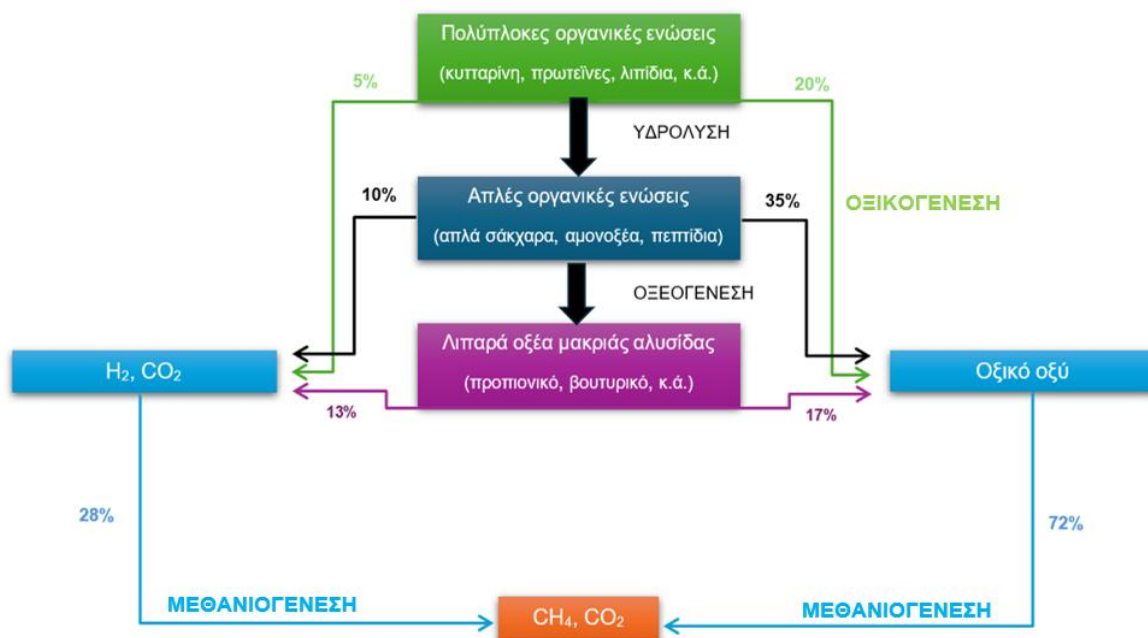 Πολύπλοκες οργανικές ενώσεις
(κυτταρίνη, πρωτεΐνες, λιπίδια, κ.ά.)
5%
20%
ΥΔΡΟΛΥΣΗ
10%
Απλές οργανικές ενώσεις
35%
(απλά σάκχαρα, αμονοξέα, πεπτίδια)
ΟΞΙΚΟΓΕΝΕΣΗ
ΟΞΕΟΓΕΝΕΣΗ
Λιπαρά οξέα μακριάς αλυσίδας
(προπιονικό, βουτυρικό, κ.ά.)
H₂, CO₂
Οξικό οξύ
13%
17%
28%
72%
ΜΕΘΑΝΙΟΓΕΝΕΣΗ
ΜΕΘΑΝΙΟΓΕΝΕΣΗ
CH₄, CO₂